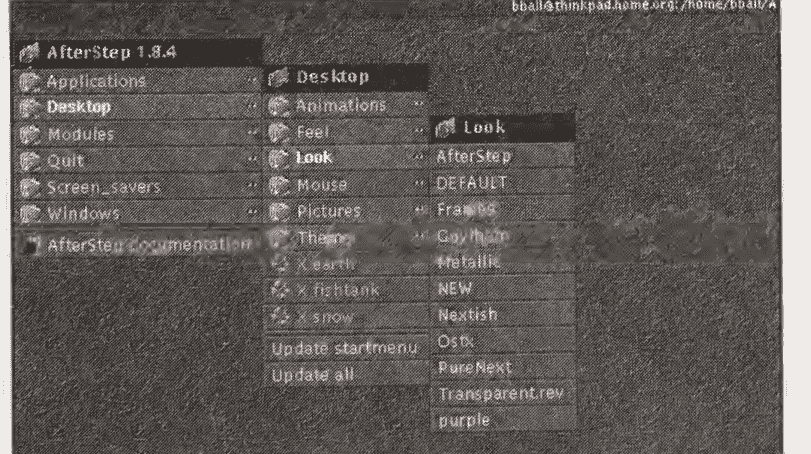 bball@thinkpad.home.org:/home/bball/A
AfterStep 1.8.4
Applications
Desktop
Modules
Quit
Screen_savers
Windows
AfterStep documentation
Desktop
Animations
Feel
Look
Mouse
Pictures
Theme
X earth
X fishtank
X snow
Update startmenu
Update all
Look
AfterStep
DEFAULT
Frames
Metallic
NEW
Nextish
Ostx
PureNext
Transparent.rev
purple